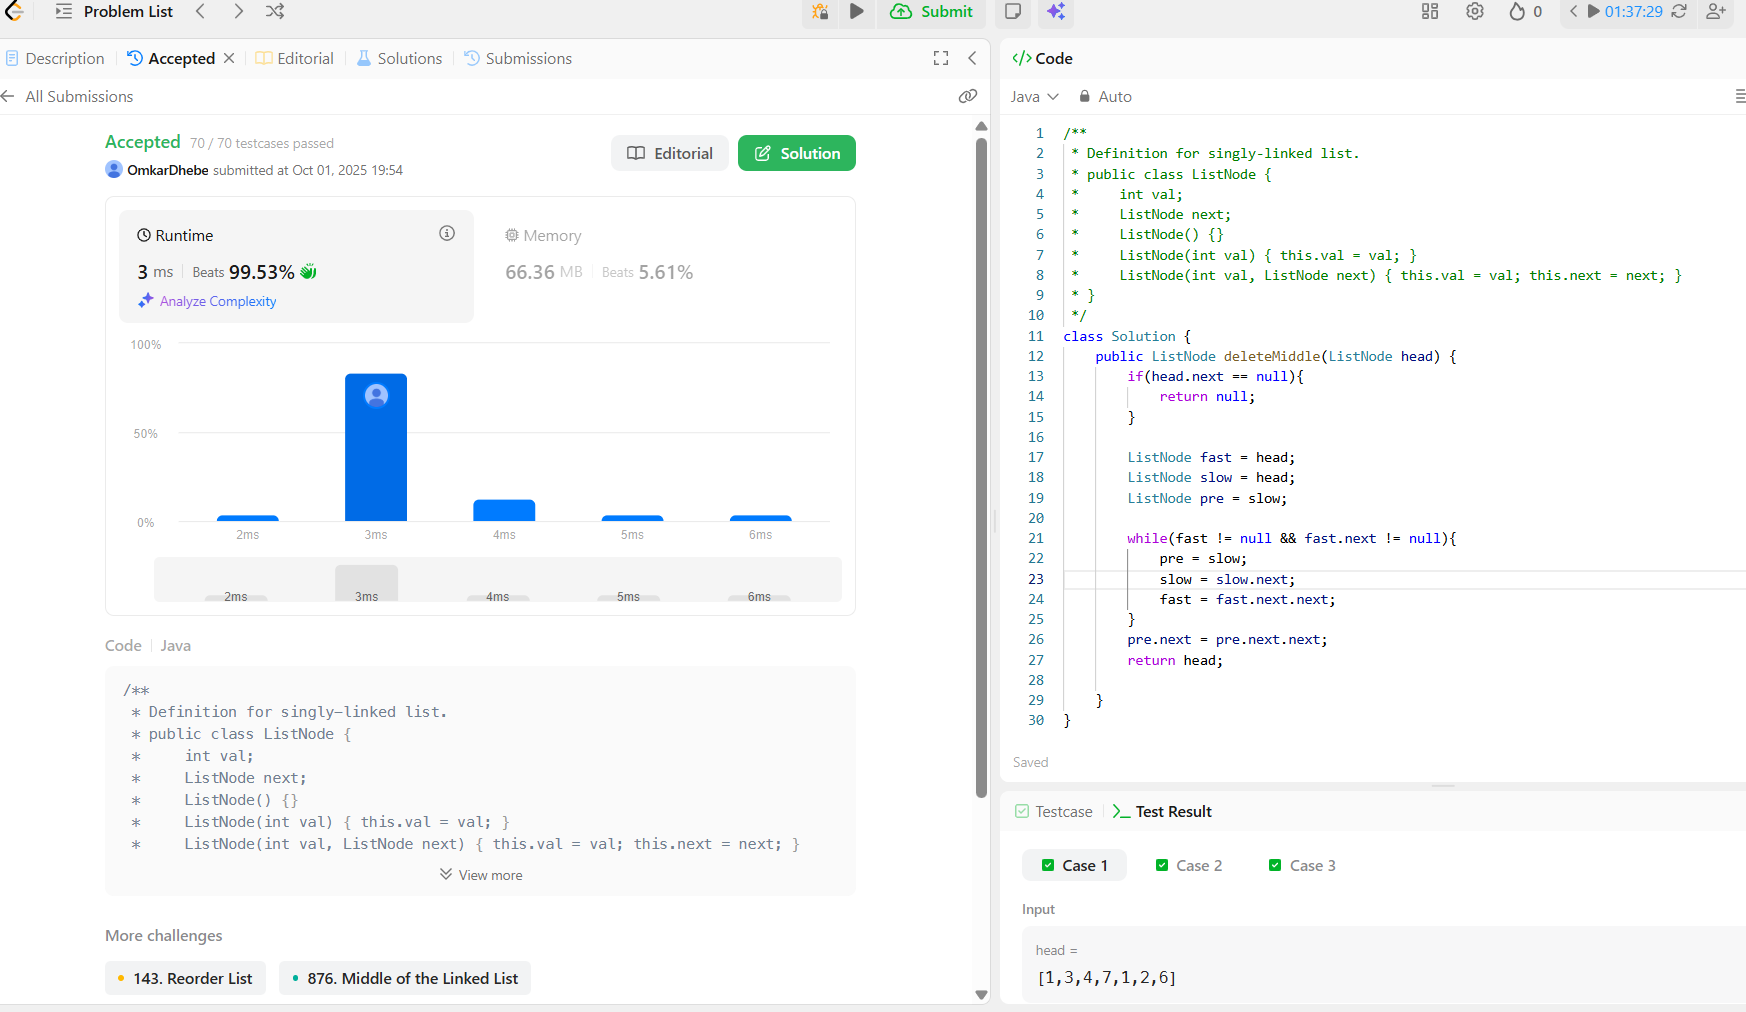 Problem List
Submit
0
01:37:29
Description
Accepted
Editorial
Solutions
Submissions
All Submissions
Accepted 70 / 70 testcases passed
OmkarDhebe submitted at Oct 01, 2025 19:54
Editorial
Solution
Runtime
3 ms Beats 99.53%
Analyze Complexity
Memory
66.36 MB Beats 5.61%
100%
50%
0%
2ms 3ms 4ms 5ms 6ms
2ms 3ms 4ms 5ms 6ms
Code Java
/**
 * Definition for singly-linked list.
 * public class ListNode {
 *     int val;
 *     ListNode next;
 *     ListNode() {}
 *     ListNode(int val) { this.val = val; }
 *     ListNode(int val, ListNode next) { this.val = val; this.next = next; }
View more
More challenges
143. Reorder List
876. Middle of the Linked List
</> Code
Java Auto
1 /**
2  * Definition for singly-linked list.
3  * public class ListNode {
4  *     int val;
5  *     ListNode next;
6  *     ListNode() {}
7  *     ListNode(int val) { this.val = val; }
8  *     ListNode(int val, ListNode next) { this.val = val; this.next = next; }
9  * }
10  */
11 class Solution {
12     public ListNode deleteMiddle(ListNode head) {
13         if(head.next == null){
14             return null;
15         }
16
17         ListNode fast = head;
18         ListNode slow = head;
19         ListNode pre = slow;
20
21         while(fast != null && fast.next != null){
22             pre = slow;
23             slow = slow.next;
24             fast = fast.next.next;
25         }
26         pre.next = pre.next.next;
27         return head;
28
29     }
30 }
Saved
Testcase
Test Result
Case 1
Case 2
Case 3
Input
head =
[1,3,4,7,1,2,6]